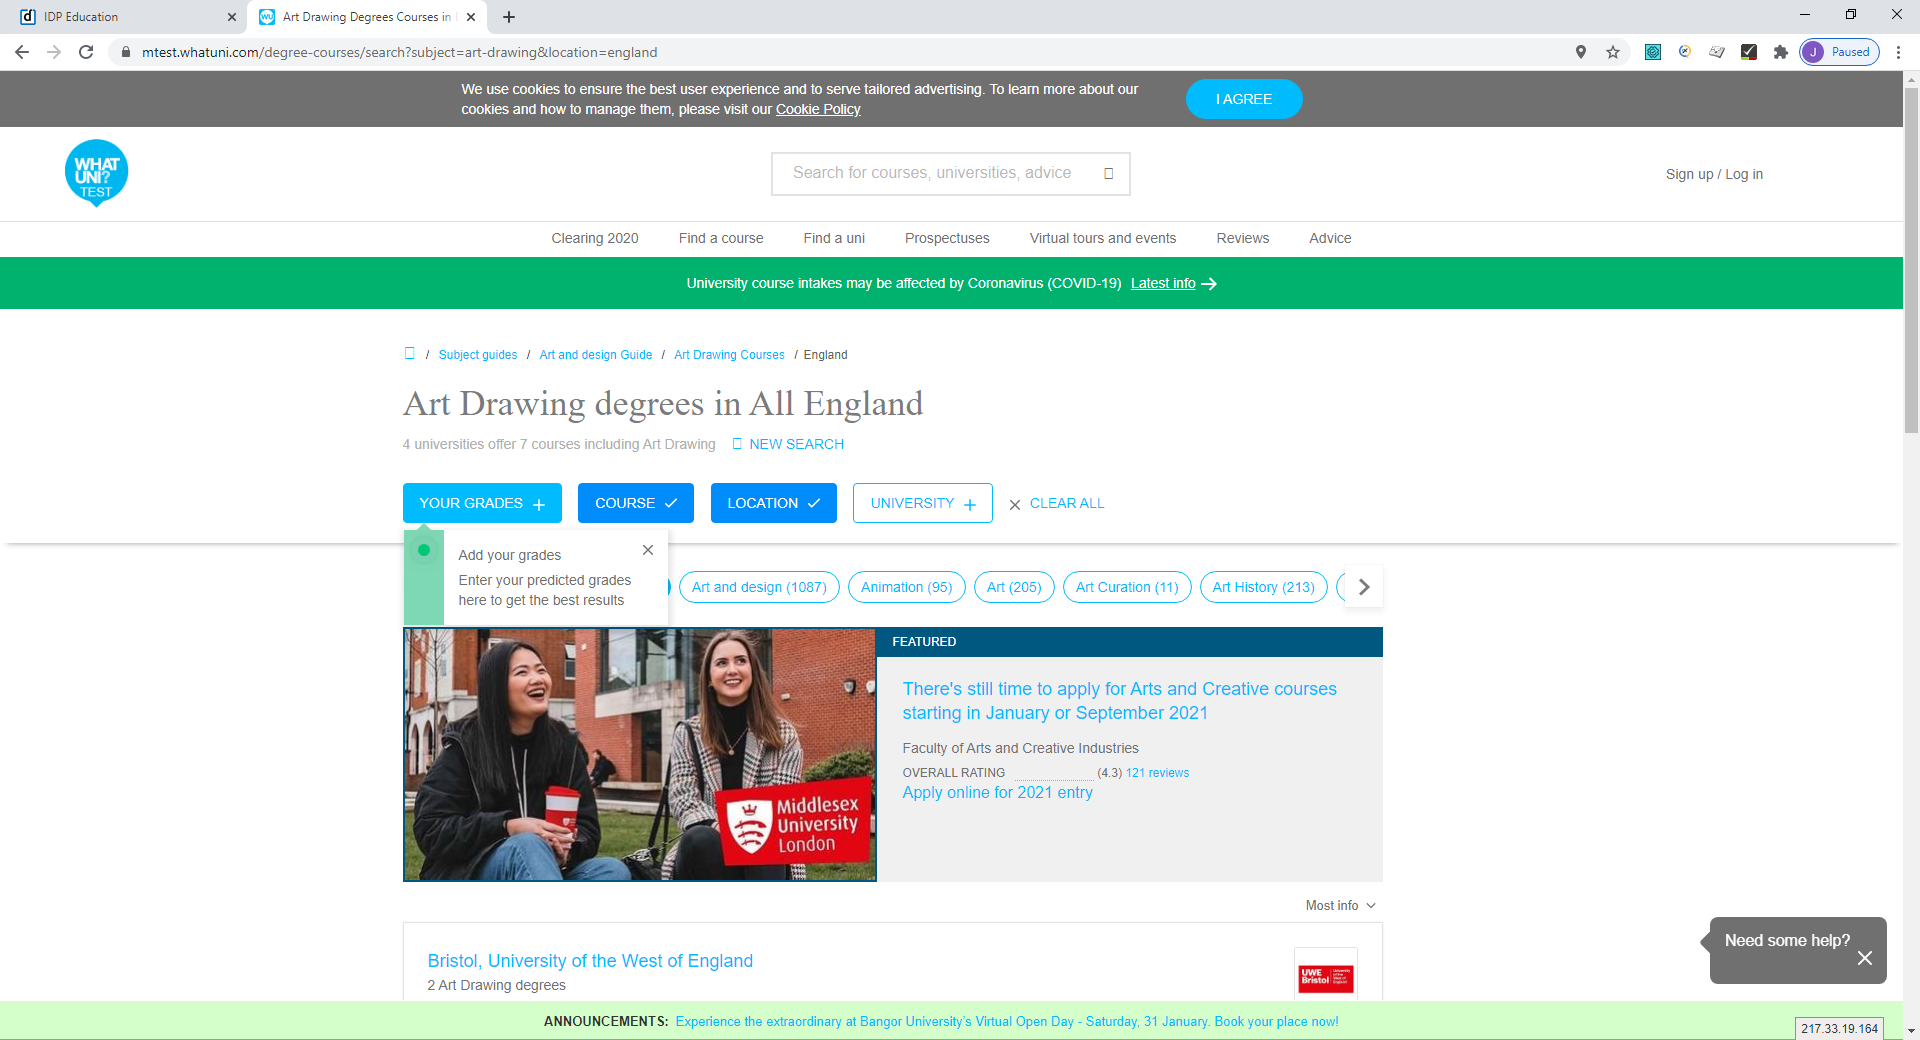 IDP Education
Art Drawing Degrees Courses in
mtest.whatuni.com/degree-courses/search?subject=art-drawing&location=england
J Paused
We use cookies to ensure the best user experience and to serve tailored advertising. To learn more about our
cookies and how to manage them, please visit our Cookie Policy
I AGREE
WHAT
UNI?
TEST
Search for courses, universities, advice
Sign up / Log in
Clearing 2020 Find a course Find a uni Prospectuses Virtual tours and events Reviews Advice
University course intakes may be affected by Coronavirus (COVID-19) Latest info
/ Subject guides / Art and design Guide / Art Drawing Courses / England
Art Drawing degrees in All England
4 universities offer 7 courses including Art Drawing NEW SEARCH
YOUR GRADES COURSE LOCATION UNIVERSITY CLEAR ALL
Add your grades
Enter your predicted grades
here to get the best results
Art and design (1087) Animation (95) Art (205) Art Curation (11) Art History (213)
Middlesex
University
London
FEATURED
There's still time to apply for Arts and Creative courses
starting in January or September 2021
Faculty of Arts and Creative Industries
OVERALL RATING (4.3) 121 reviews
Apply online for 2021 entry
Most info
Bristol, University of the West of England
2 Art Drawing degrees
UWE
Bristol
University
of the
West of
England
Need some help?
ANNOUNCEMENTS: Experience the extraordinary at Bangor University's Virtual Open Day - Saturday, 31 January. Book your place now!
217.33.19.164